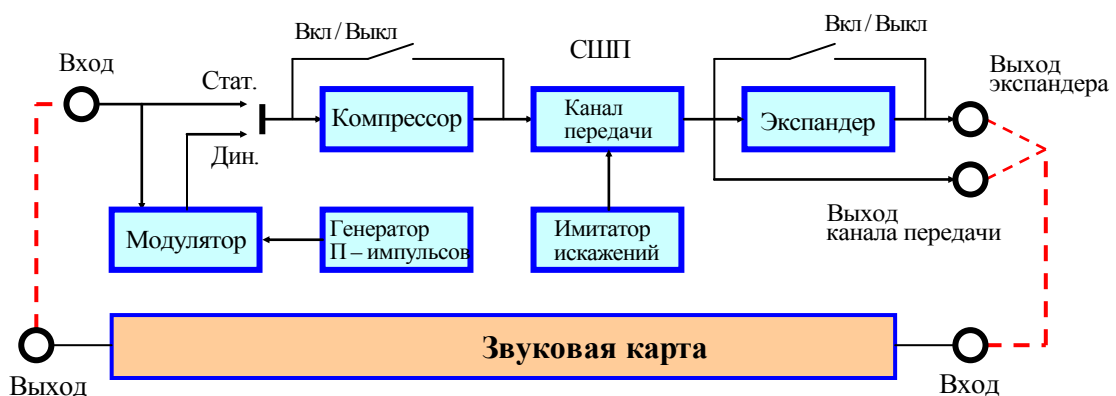 Вкл / Выкл
СШП
Вкл / Выкл
Вход
Стат.
Дин.
Компрессор
Канал
передачи
Экспандер
Выход
экспандера
Модулятор
Генератор
П – импульсов
Имитатор
искажений
Выход
канала передачи
Звуковая карта
Выход
Вход